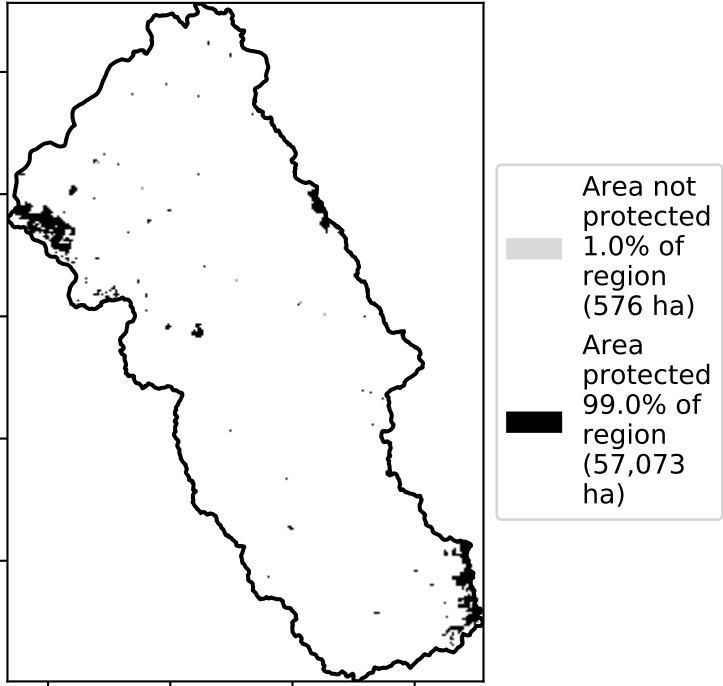 Area not
protected
1.0% of
region
(576 ha)
Area
protected
99.0% of
region
(57,073
ha)